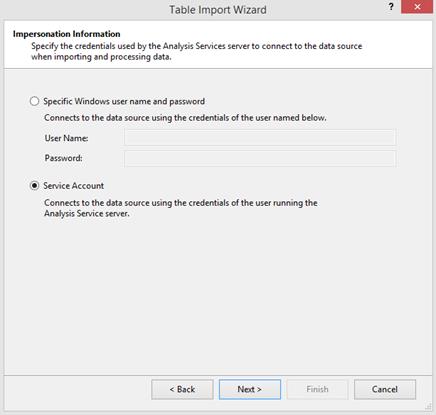 Table Import Wizard
?
Impersonation Information
Specify the credentials used by the Analysis Services server to connect to the data source
when importing and processing data.
Specific Windows user name and password
Connects to the data source using the credentials of the user named below.
User Name:
Password:
Service Account
Connects to the data source using the credentials of the user running the
Analysis Service server.
< Back
Next >
Finish
Cancel